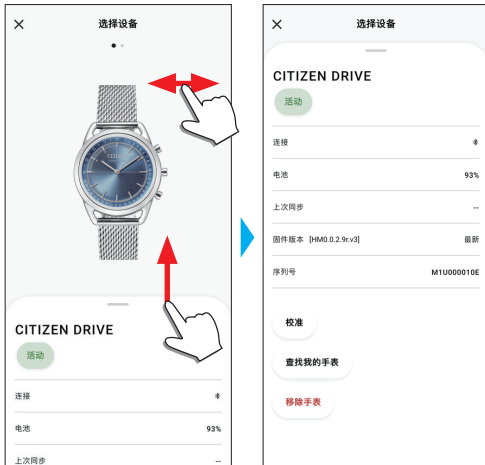 选择设备
CITIZEN
CITIZEN DRIVE
活动
连接
电池 93%
上次同步 --
选择设备
CITIZEN DRIVE
活动
连接
电池 93%
上次同步 --
固件版本 [HM0.0.2.9r.v3] 最新
序列号 M1U000010E
校准
查找我的手表
移除手表